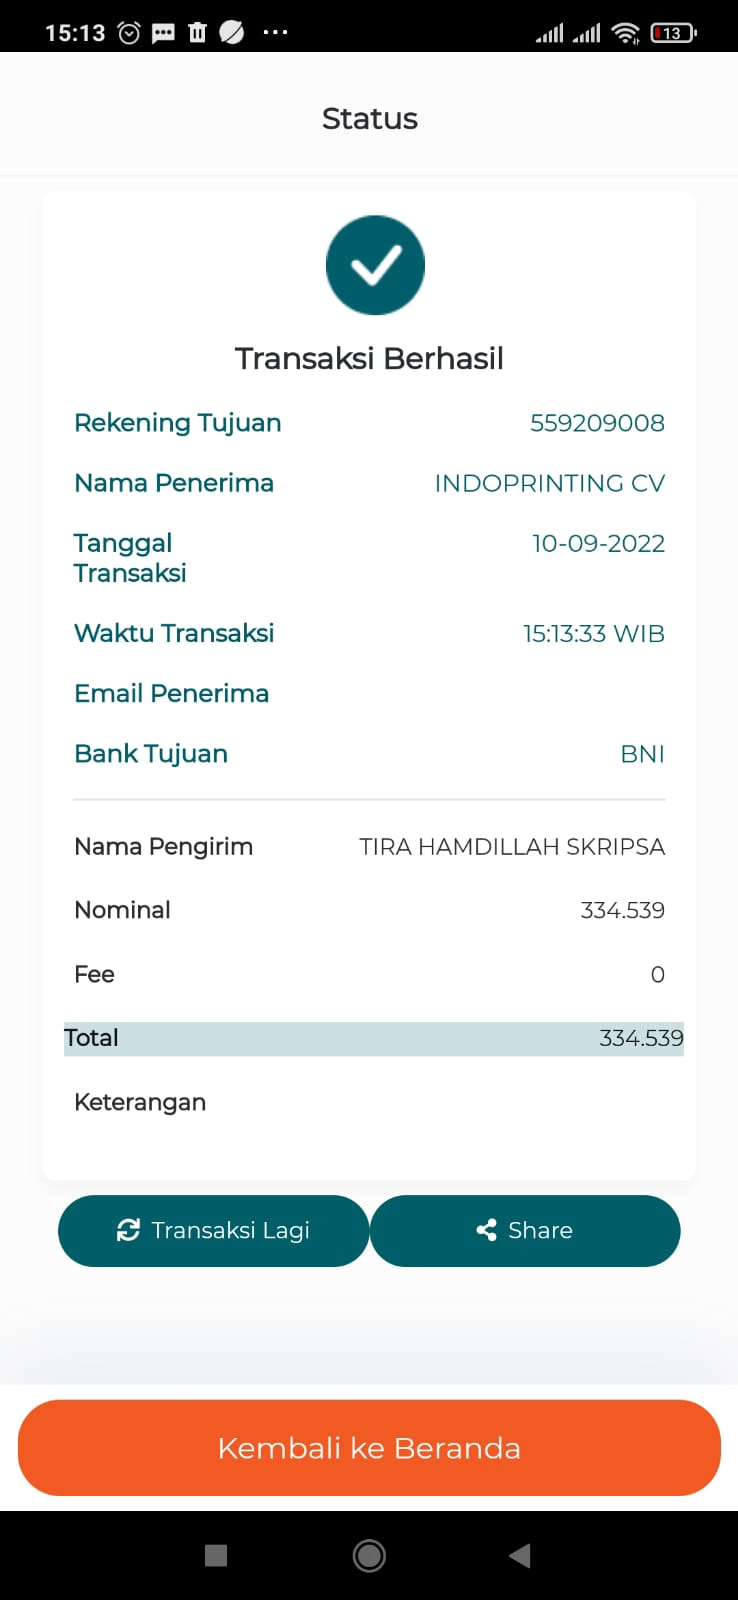 15:13
13
Status
Transaksi Berhasil
Rekening Tujuan 559209008
Nama Penerima INDOPRINTING CV
Tanggal Transaksi 10-09-2022
Waktu Transaksi 15:13:33 WIB
Email Penerima
Bank Tujuan BNI
Nama Pengirim TIRA HAMDILLAH SKRIPSA
Nominal 334.539
Fee 0
Total 334.539
Keterangan
Transaksi Lagi
Share
Kembali ke Beranda